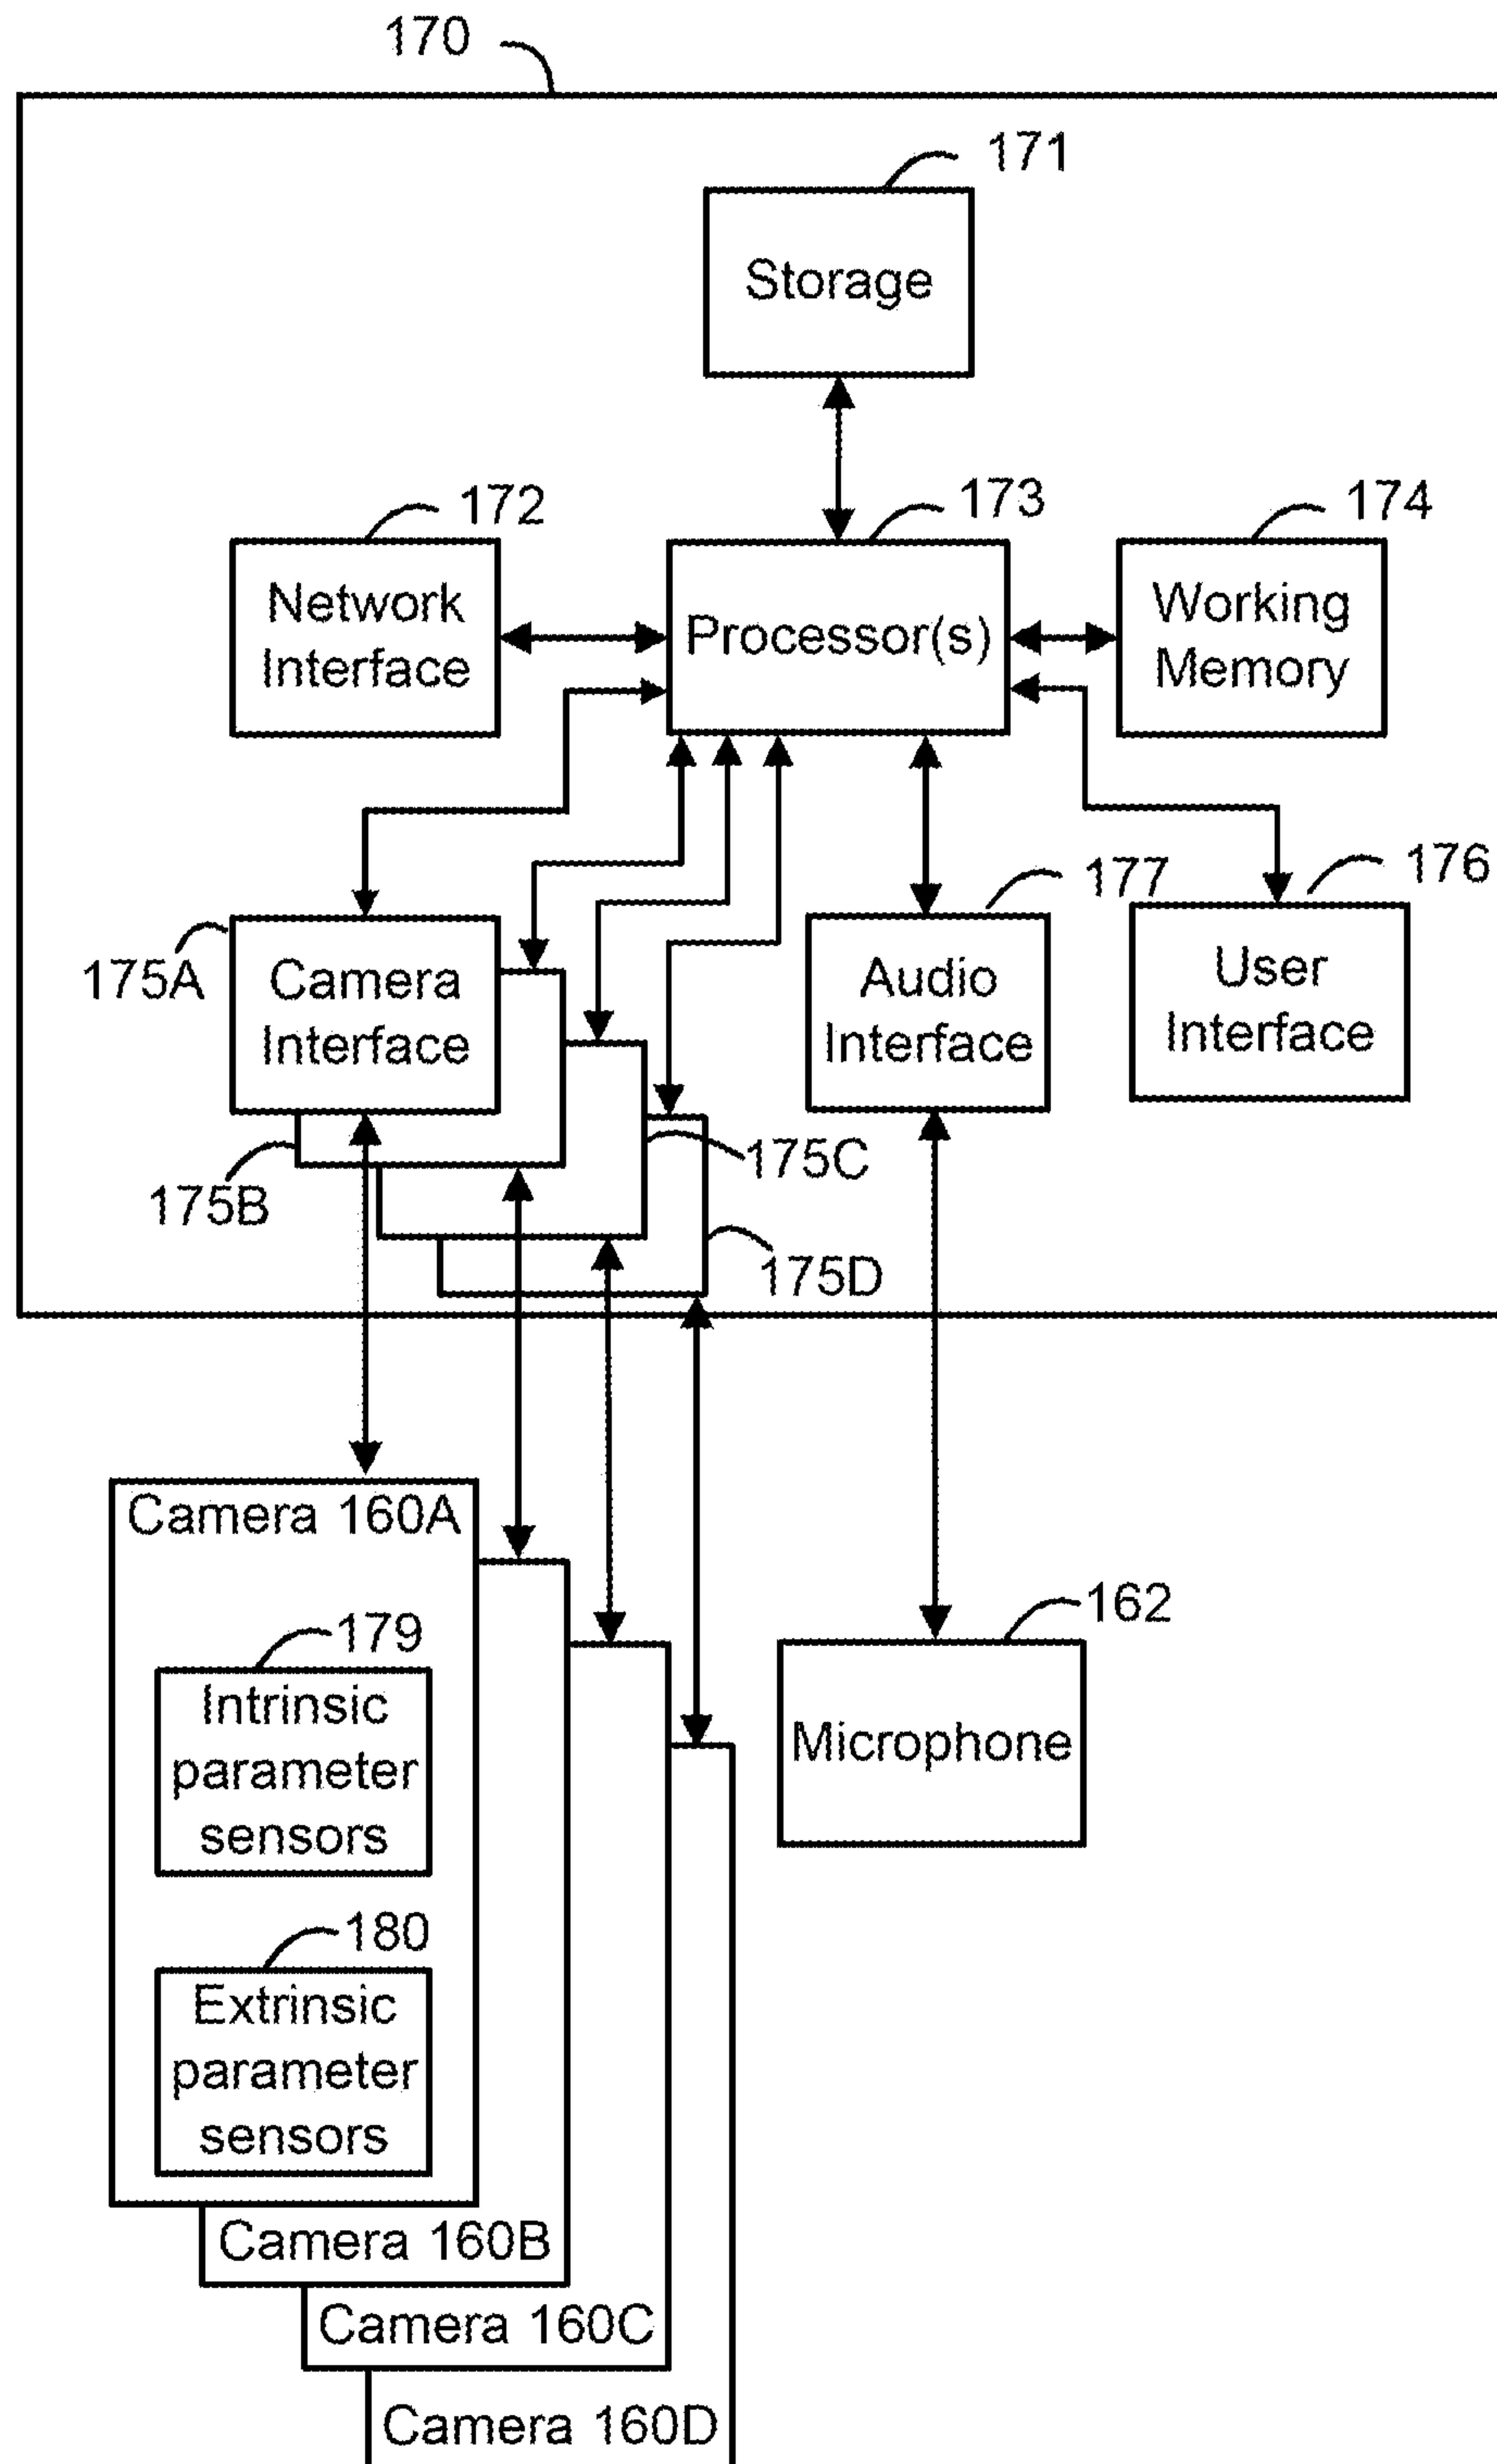 170
171
Storage
172
173
174
Network
Interface
Processor(s)
Working
Memory
177
176
175A
Camera
Interface
Audio
Interface
User
Interface
175B
175C
175D
Camera 160A
179
Intrinsic
parameter
sensors
162
Microphone
180
Extrinsic
parameter
sensors
Camera 160B
Camera 160C
Camera 160D